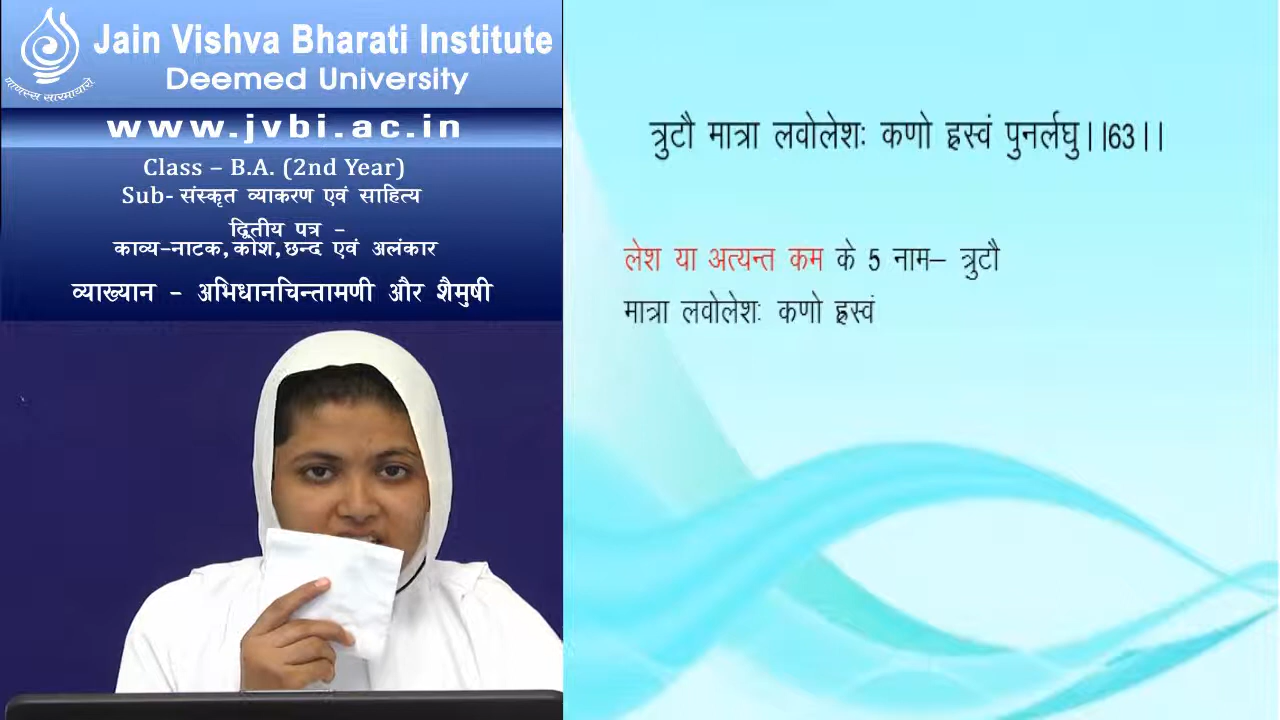 Jain Vishva Bharati Institute
Deemed University
णाणस्स सारमायारो
www.jvbi.ac.in
Class – B.A. (2nd Year)
Sub- संस्कृत व्याकरण एवं साहित्य
द्वितीय पत्र –
काव्य-नाटक,कोश,छन्द एवं अलंकार
व्याख्यान - अभिधानचिन्तामणी और शैमुषी
त्रुटौ मात्रा लवोलेशः कणो ह्रस्वं पुनर्लघु||63||
लेश या अत्यन्त कम के 5 नाम– त्रुटौ
मात्रा लवोलेशः कणो ह्रस्वं